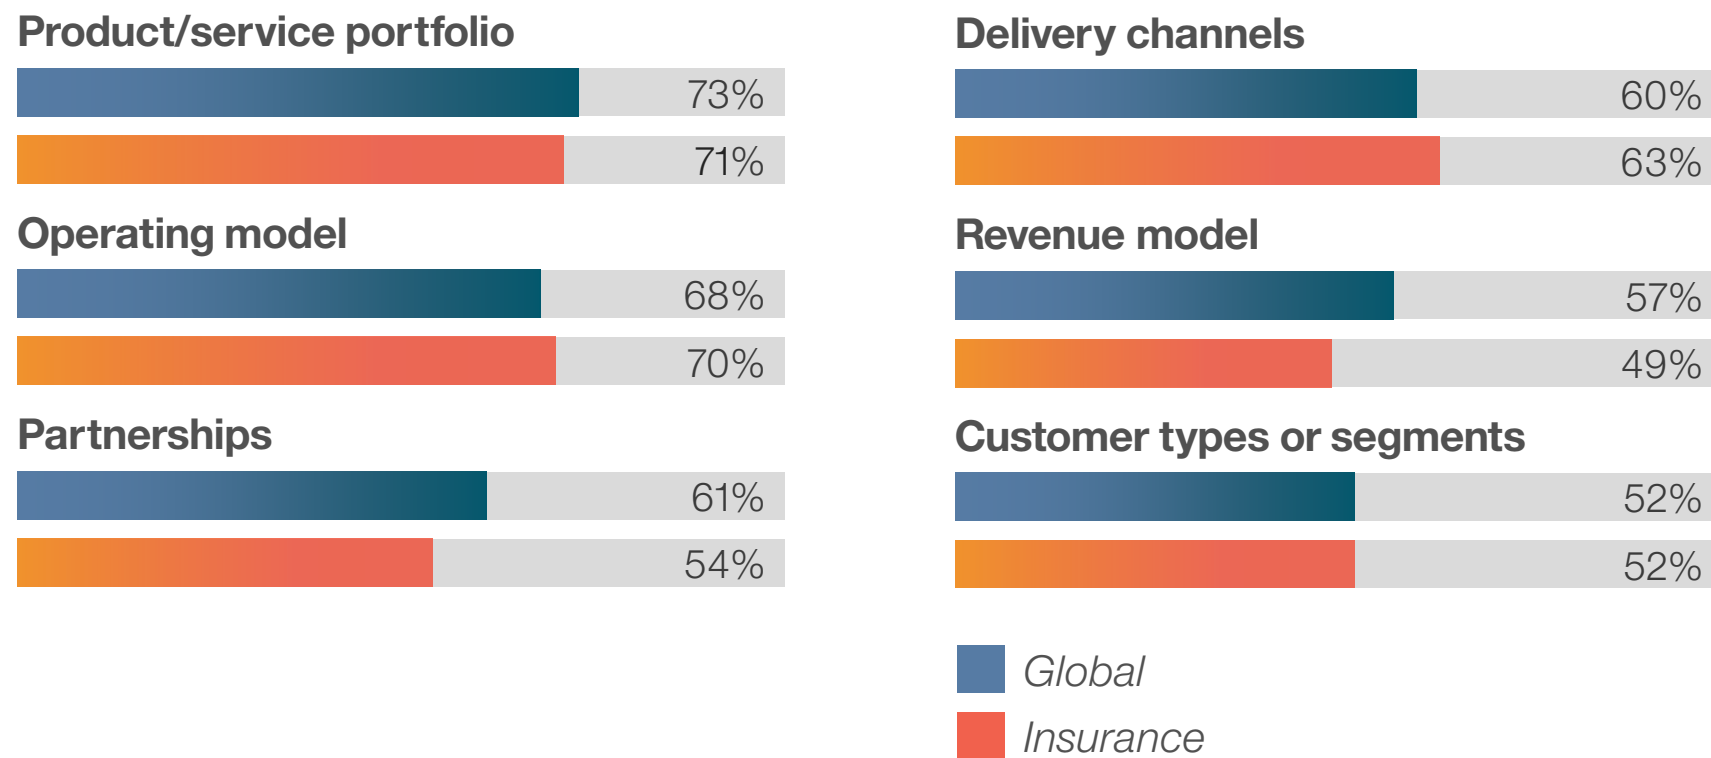 Product/service portfolio
73%
71%
Operating model
68%
70%
Partnerships
61%
54%
Delivery channels
60%
63%
Revenue model
57%
49%
Customer types or segments
52%
52%
Global
Insurance